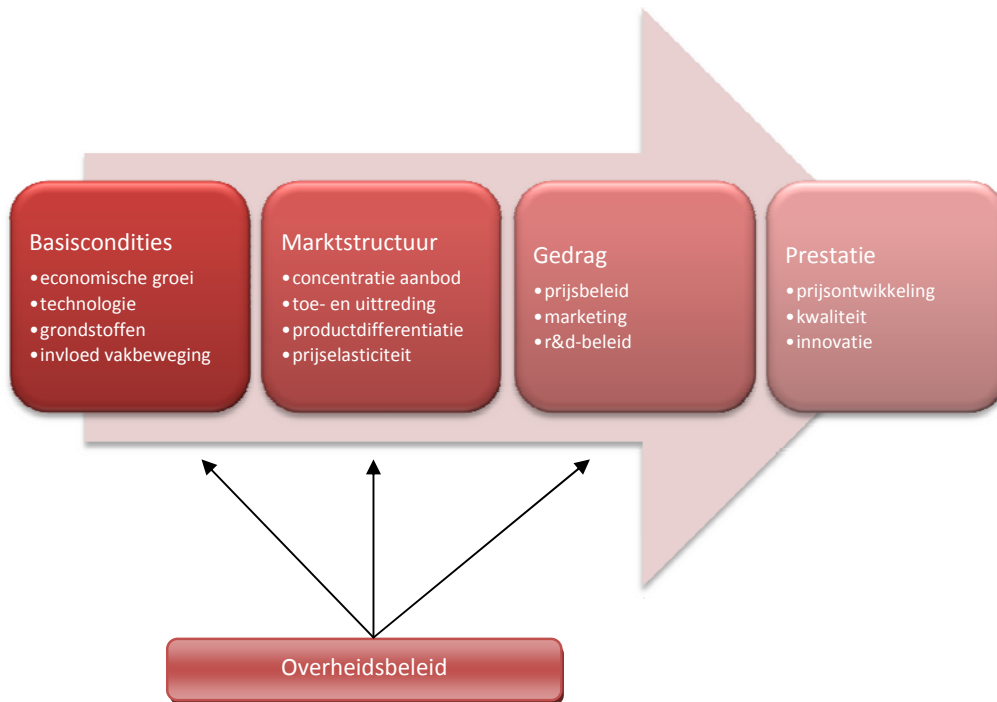 Basiscondities
•economische groei
•technologie
•grondstoffen
•invloed vakbeweging
Marktstructuur
•concentratie aanbod
•toe- en uittreding
•productdifferentiatie
•prijselasticiteit
Gedrag
•prijsbeleid
•marketing
•r&d-beleid
Prestatie
•prijsontwikkeling
•kwaliteit
•innovatie
Overheidsbeleid